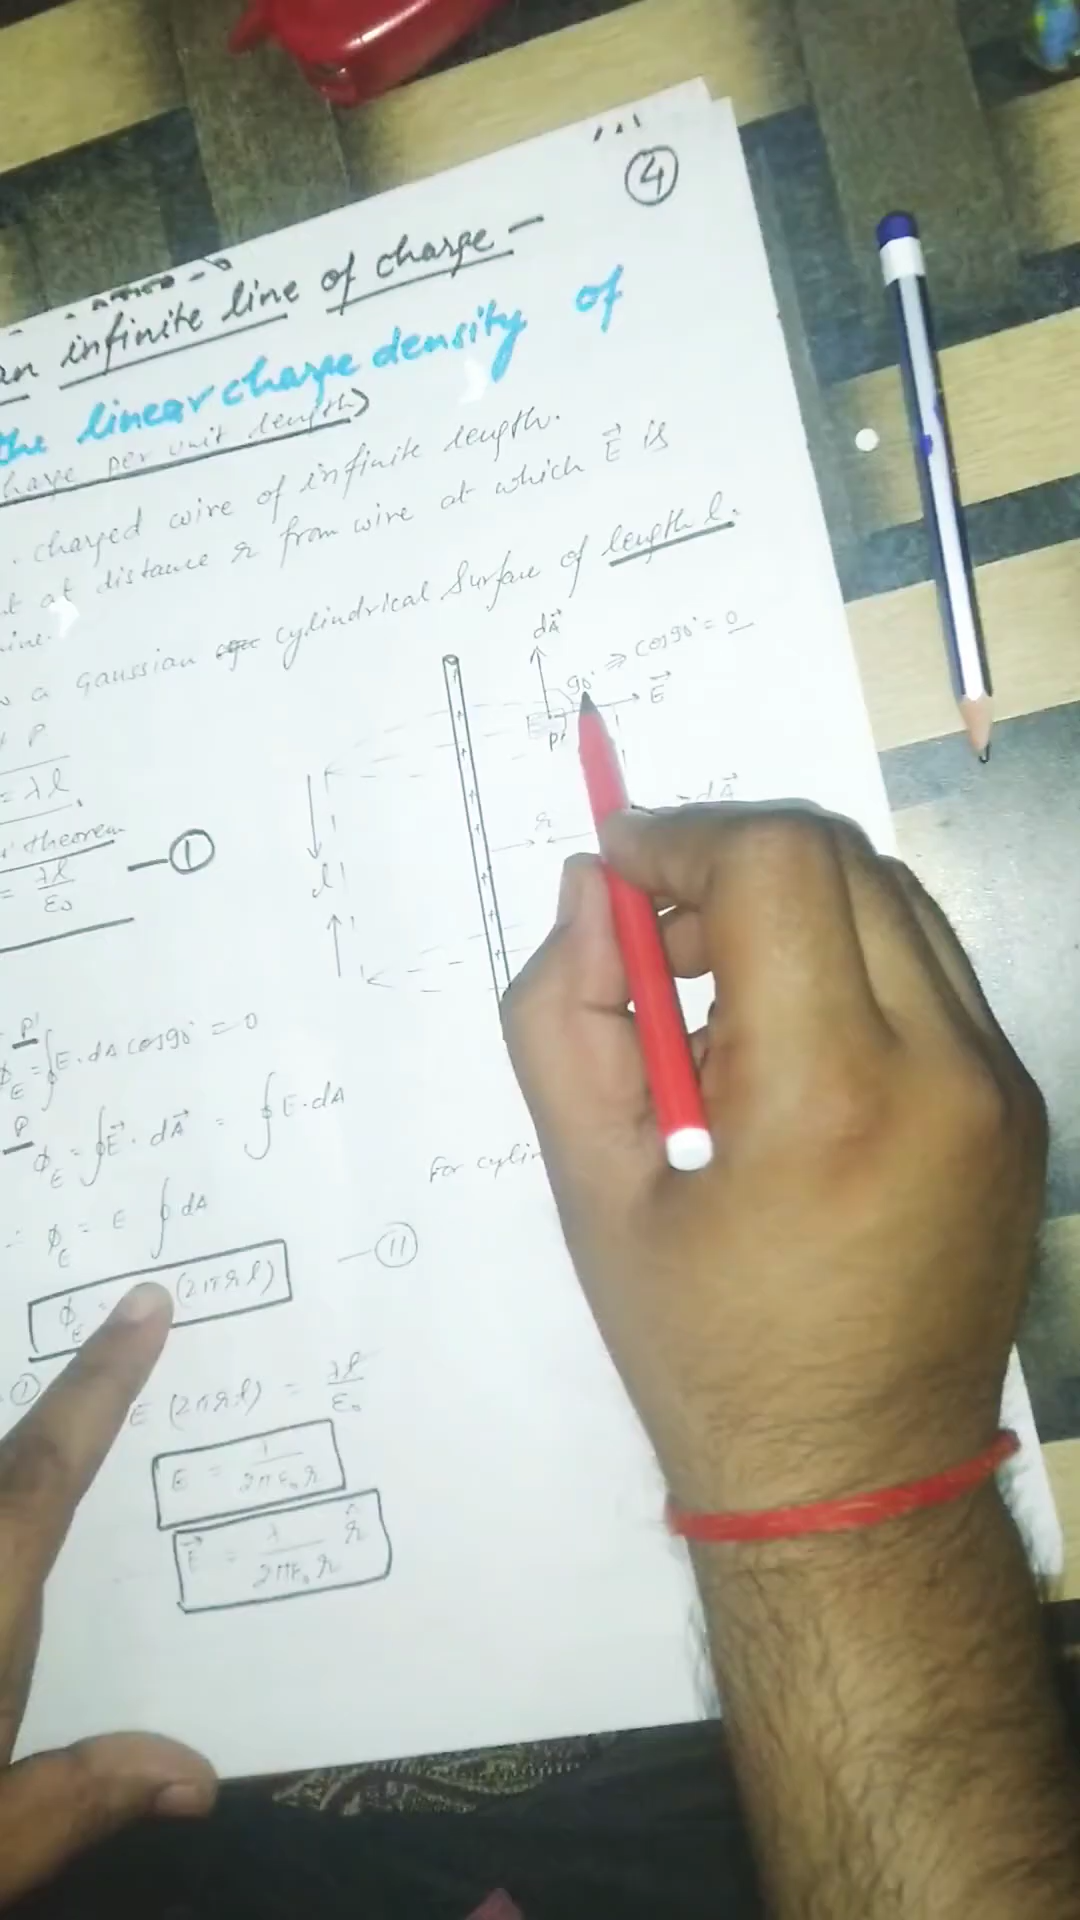 ④
an infinite line of charge -
the linear charge density of
charge per unit length)
charged wire of infinite length.
at distance r from wire at which E⃗ is
a gaussian cylindrical Surface of length l.
dA⃗
90° ⇒ cos90° = 0
E⃗
P'
P
= λl
theorem
= λl/ε₀ — ①
dA⃗
r
l
P'
ϕ_E = ∮E.dA cos90° = 0
P
ϕ_E = ∮E⃗.dA⃗ = ∮E.dA
For cylin
∴ ϕ_E = E ∮dA
ϕ_E = (2πrl) — ⑪
①
E (2πrl) = λl/ε₀
E = λ/2πε₀r
E⃗ = λ/2πε₀r r̂